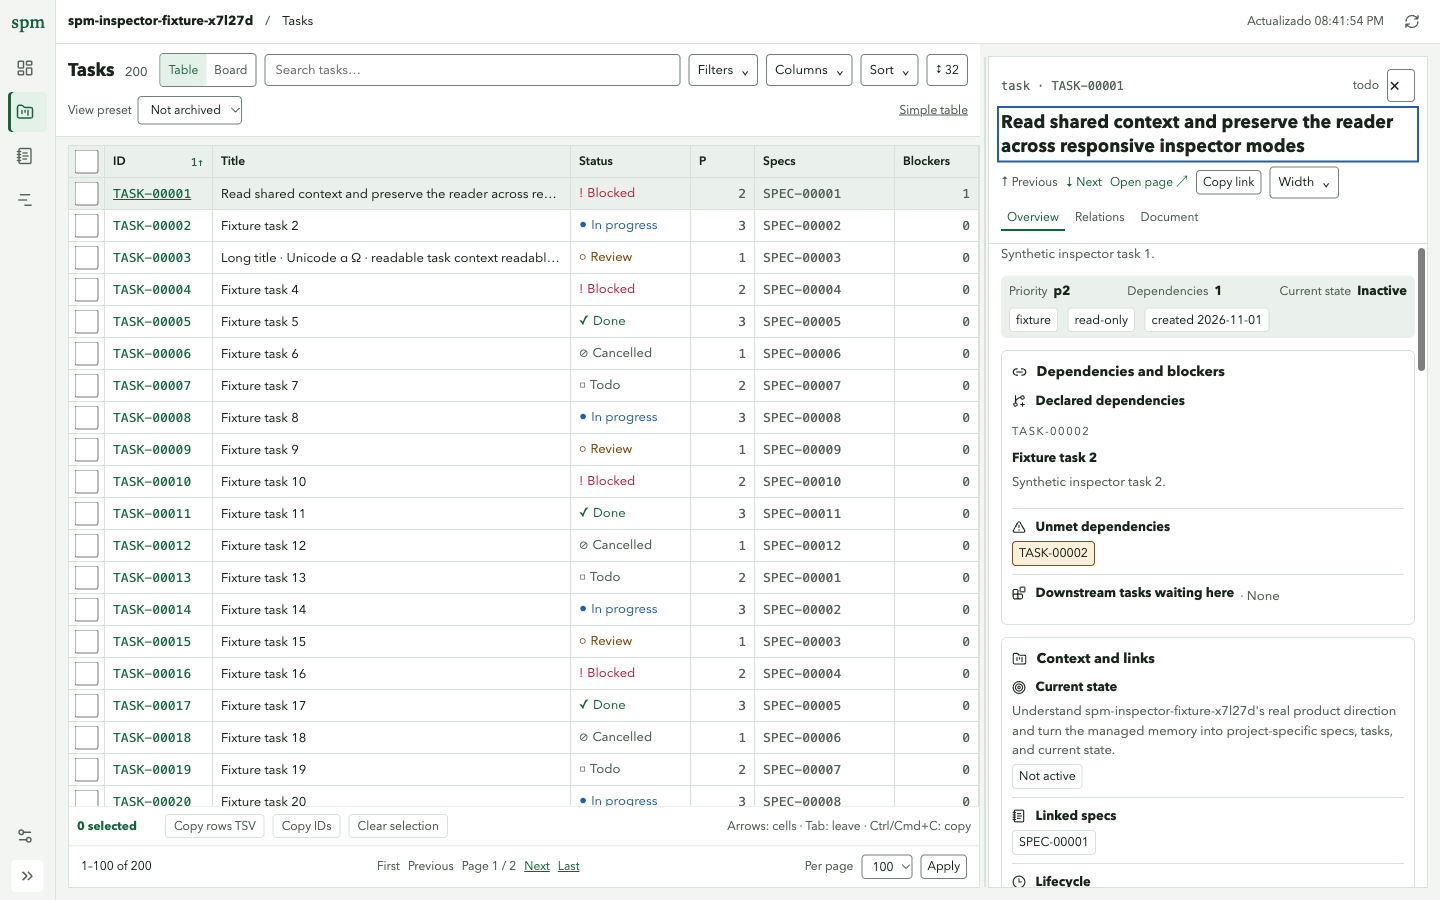 spm
spm-inspector-fixture-x7l27d / Tasks
Actualizado 08:41:54 PM
Tasks 200 Table Board Search tasks... Filters Columns Sort ↕ 32
View preset Not archived Simple table
ID 1↑ Title Status P Specs Blockers
TASK-00001 Read shared context and preserve the reader across re... ! Blocked 2 SPEC-00001 1
TASK-00002 Fixture task 2 In progress 3 SPEC-00002 0
TASK-00003 Long title · Unicode α Ω · readable task context readabl... Review 1 SPEC-00003 0
TASK-00004 Fixture task 4 ! Blocked 2 SPEC-00004 0
TASK-00005 Fixture task 5 ✓ Done 3 SPEC-00005 0
TASK-00006 Fixture task 6 Cancelled 1 SPEC-00006 0
TASK-00007 Fixture task 7 Todo 2 SPEC-00007 0
TASK-00008 Fixture task 8 In progress 3 SPEC-00008 0
TASK-00009 Fixture task 9 Review 1 SPEC-00009 0
TASK-00010 Fixture task 10 ! Blocked 2 SPEC-00010 0
TASK-00011 Fixture task 11 ✓ Done 3 SPEC-00011 0
TASK-00012 Fixture task 12 Cancelled 1 SPEC-00012 0
TASK-00013 Fixture task 13 Todo 2 SPEC-00001 0
TASK-00014 Fixture task 14 In progress 3 SPEC-00002 0
TASK-00015 Fixture task 15 Review 1 SPEC-00003 0
TASK-00016 Fixture task 16 ! Blocked 2 SPEC-00004 0
TASK-00017 Fixture task 17 ✓ Done 3 SPEC-00005 0
TASK-00018 Fixture task 18 Cancelled 1 SPEC-00006 0
TASK-00019 Fixture task 19 Todo 2 SPEC-00007 0
TASK-00020 Fixture task 20 In progress 3 SPEC-00008 0
0 selected Copy rows TSV Copy IDs Clear selection Arrows: cells · Tab: leave · Ctrl/Cmd+C: copy
1–100 of 200 First Previous Page 1 / 2 Next Last Per page 100 Apply
task · TASK-00001 todo ×
Read shared context and preserve the reader
across responsive inspector modes
↑ Previous ↓ Next Open page ↗ Copy link Width
Overview Relations Document
Synthetic inspector task 1.
Priority p2 Dependencies 1 Current state Inactive
fixture read-only created 2026-11-01
Dependencies and blockers
Declared dependencies
TASK-00002
Fixture task 2
Synthetic inspector task 2.
Unmet dependencies
TASK-00002
Downstream tasks waiting here · None
Context and links
Current state
Understand spm-inspector-fixture-x7l27d's real product direction
and turn the managed memory into project-specific specs, tasks,
and current state.
Not active
Linked specs
SPEC-00001
Lifecycle